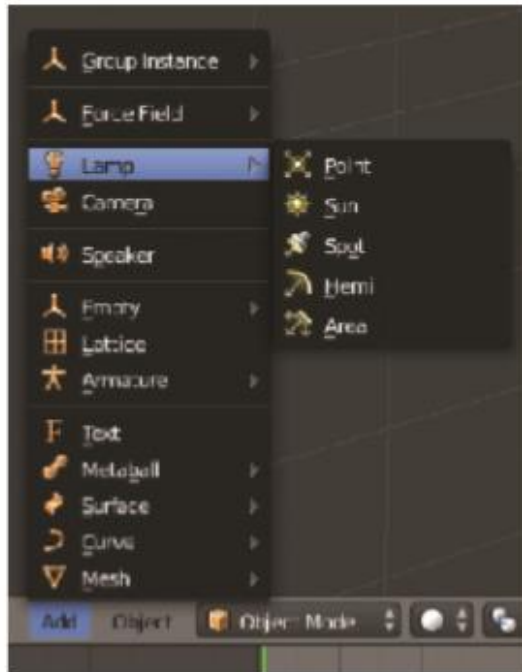 Group Instance
Force Field
Lamp
Point
Camera
Sun
Speaker
Spot
Empty
Hemi
Lattice
Area
Armature
Text
Metaball
Surface
Curve
Mesh
Add Object Object Mode